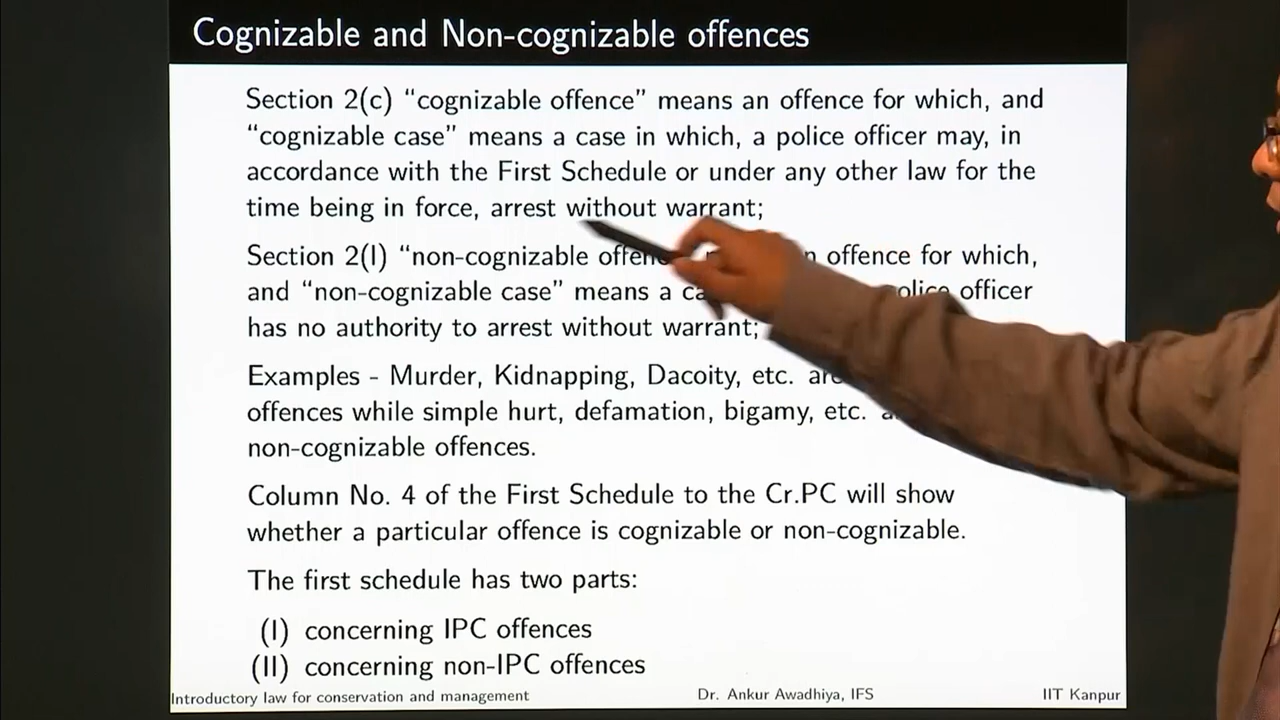 Cognizable and Non-cognizable offences
Section 2(c) “cognizable offence” means an offence for which, and
“cognizable case” means a case in which, a police officer may, in
accordance with the First Schedule or under any other law for the
time being in force, arrest without warrant;
Section 2(l) “non-cognizable offence offence for which,
and “non-cognizable case” means a police officer
has no authority to arrest without warrant;
Examples - Murder, Kidnapping, Dacoity, etc. are
offences while simple hurt, defamation, bigamy, etc.
non-cognizable offences.
Column No. 4 of the First Schedule to the Cr.PC will show
whether a particular offence is cognizable or non-cognizable.
The first schedule has two parts:
(I) concerning IPC offences
(II) concerning non-IPC offences
Introductory law for conservation and management Dr. Ankur Awadhiya, IFS IIT Kanpur